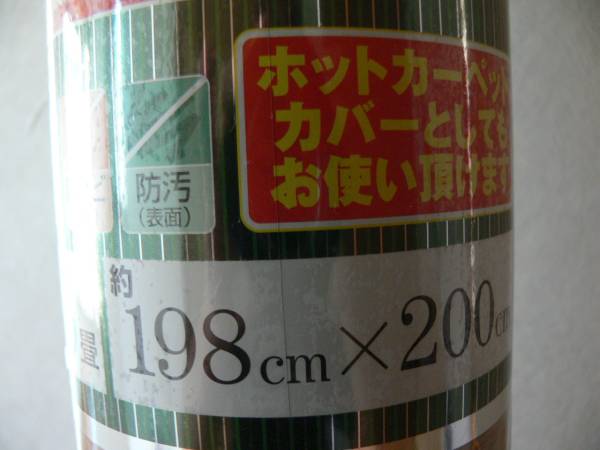 ホットカーペット
カバーとしても
お使い頂けます
ビ
防汚
(表面)
畳
約
198cm×200cm